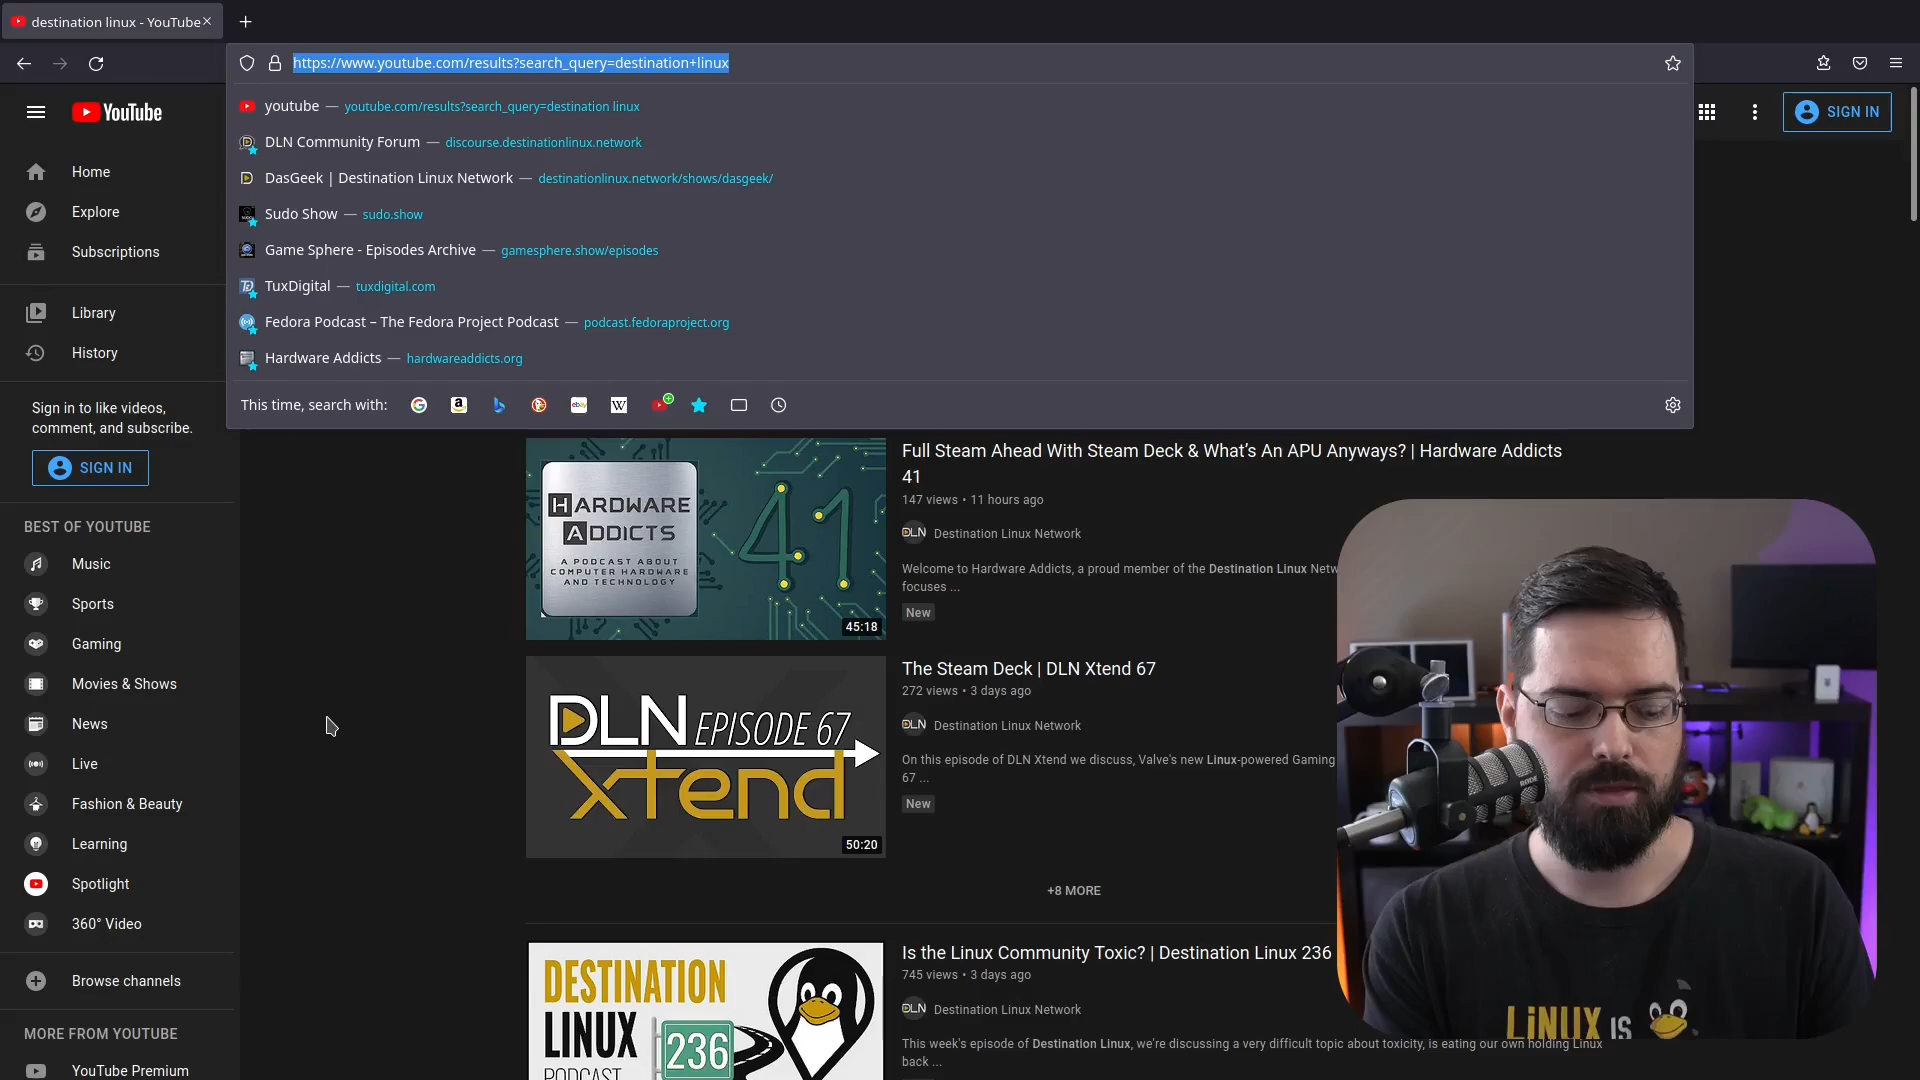 destination linux - YouTube
https://www.youtube.com/results?search_query=destination+linux
YouTube
youtube — youtube.com/results?search_query=destination linux
DLN Community Forum — discourse.destinationlinux.network
DasGeek | Destination Linux Network — destinationlinux.network/shows/dasgeek/
Sudo Show — sudo.show
Game Sphere - Episodes Archive — gamesphere.show/episodes
TuxDigital — tuxdigital.com
Fedora Podcast – The Fedora Project Podcast — podcast.fedoraproject.org
Hardware Addicts — hardwareaddicts.org
This time, search with:
SIGN IN
Home
Explore
Subscriptions
Library
History
Sign in to like videos,
comment, and subscribe.
SIGN IN
BEST OF YOUTUBE
Music
Sports
Gaming
Movies & Shows
News
Live
Fashion & Beauty
Learning
Spotlight
360° Video
Browse channels
MORE FROM YOUTUBE
YouTube Premium
HARDWARE
ADDICTS
A PODCAST ABOUT
COMPUTER HARDWARE
AND TECHNOLOGY
41
45:18
Full Steam Ahead With Steam Deck & What’s An APU Anyways? | Hardware Addicts
41
147 views • 11 hours ago
DLN Destination Linux Network
Welcome to Hardware Addicts, a proud member of the Destination Linux
focuses ...
New
DLN EPISODE 67
Xtend
50:20
The Steam Deck | DLN Xtend 67
272 views • 3 days ago
DLN Destination Linux Network
On this episode of DLN Xtend we discuss, Valve's new Linux-powered Gaming
67 ...
New
+8 MORE
DESTINATION
LINUX
PODCAST
236
Is the Linux Community Toxic? | Destination Linux 236
745 views • 3 days ago
DLN Destination Linux Network
This week's episode of Destination Linux, we're discussing a very difficult topic about toxicity, is eating our own holding Linux
back ...
RODE
LiNUX IS